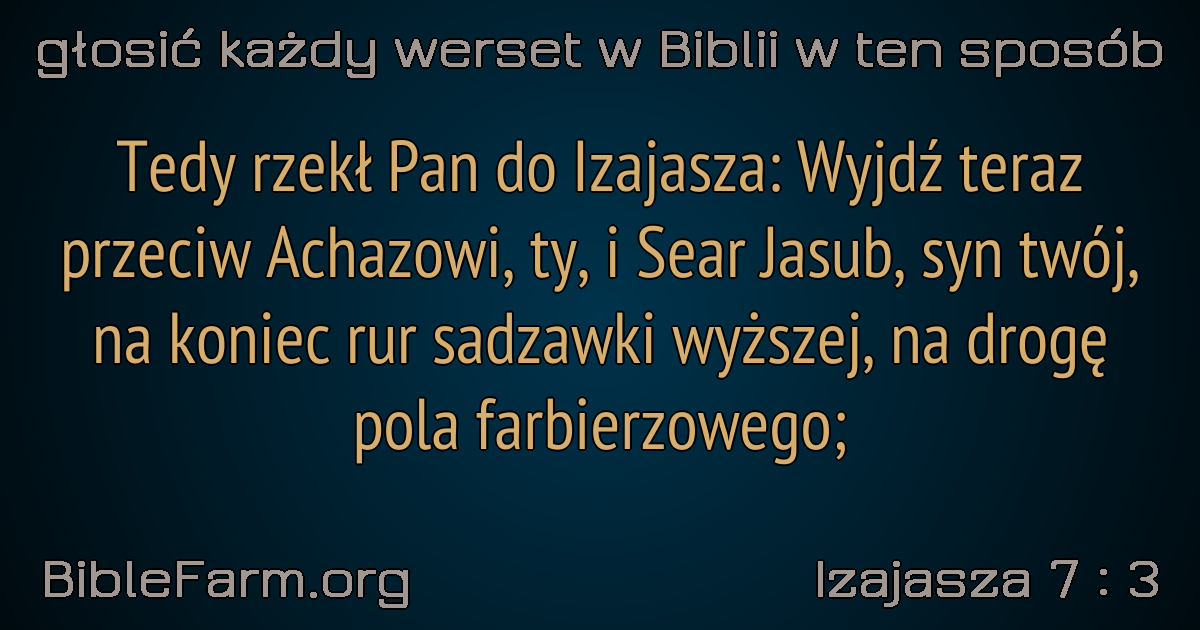 głosić każdy werset w Biblii w ten sposób
Tedy rzekł Pan do Izajasza: Wyjdź teraz
przeciw Achazowi, ty, i Sear Jasub, syn twój,
na koniec rur sadzawki wyższej, na drogę
pola farbierzowego;
BibleFarm.org
Izajasza 7 : 3